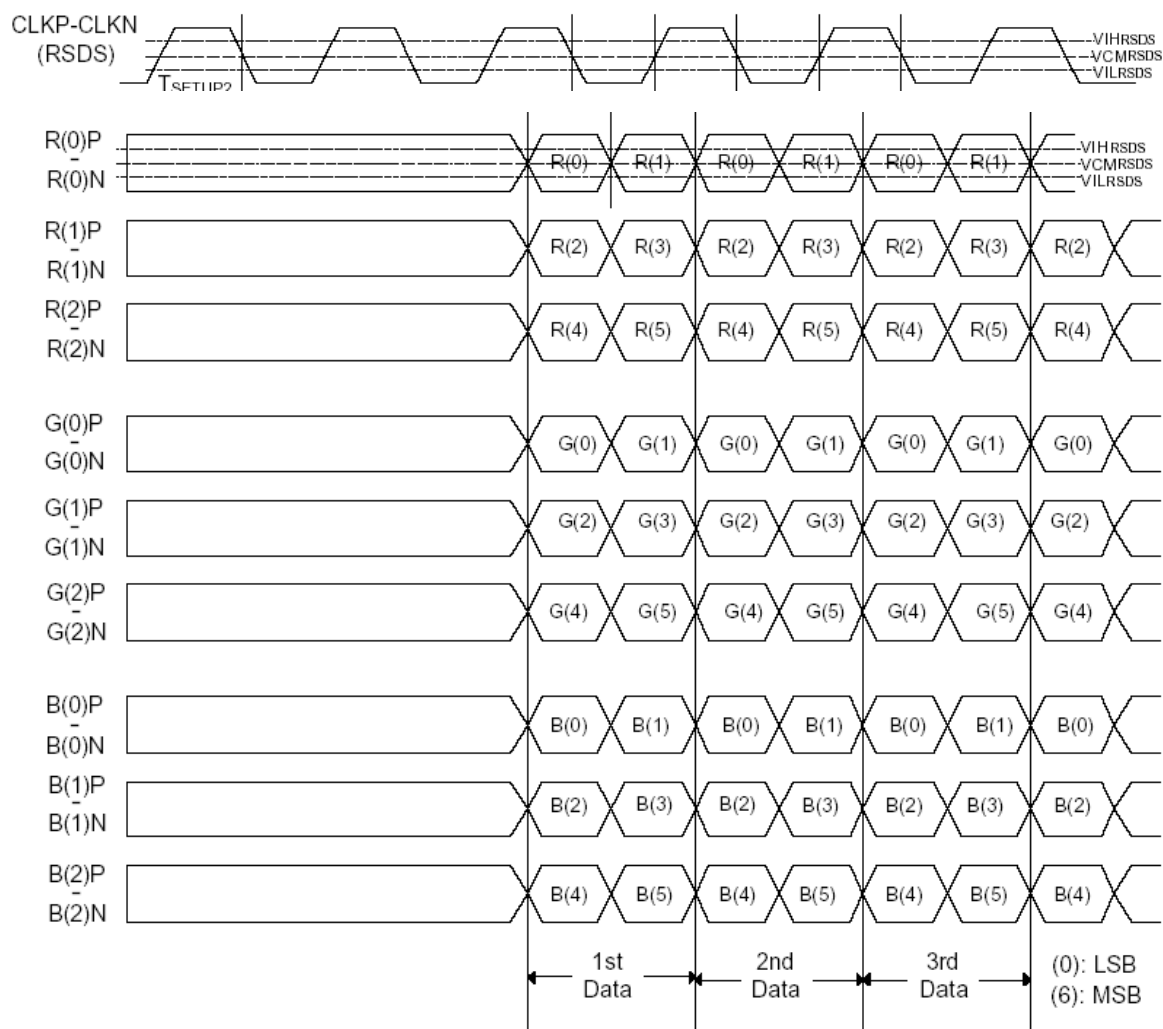 CLKP-CLKN
(RSDS)
VIHRSDS
VCMRSDS
VILRSDS
TSETUP2
R(0)P
-
R(0)N
R(0) R(1) R(0) R(1) R(0) R(1)
VIHRSDS
VCMRSDS
VILRSDS
R(1)P
-
R(1)N
R(2) R(3) R(2) R(3) R(2) R(3) R(2)
R(2)P
-
R(2)N
R(4) R(5) R(4) R(5) R(4) R(5) R(4)
G(0)P
-
G(0)N
G(0) G(1) G(0) G(1) G(0) G(1) G(0)
G(1)P
-
G(1)N
G(2) G(3) G(2) G(3) G(2) G(3) G(2)
G(2)P
-
G(2)N
G(4) G(5) G(4) G(5) G(4) G(5) G(4)
B(0)P
-
B(0)N
B(0) B(1) B(0) B(1) B(0) B(1) B(0)
B(1)P
-
B(1)N
B(2) B(3) B(2) B(3) B(2) B(3) B(2)
B(2)P
-
B(2)N
B(4) B(5) B(4) B(5) B(4) B(5) B(4)
1st
Data
2nd
Data
3rd
Data
(0): LSB
(6): MSB